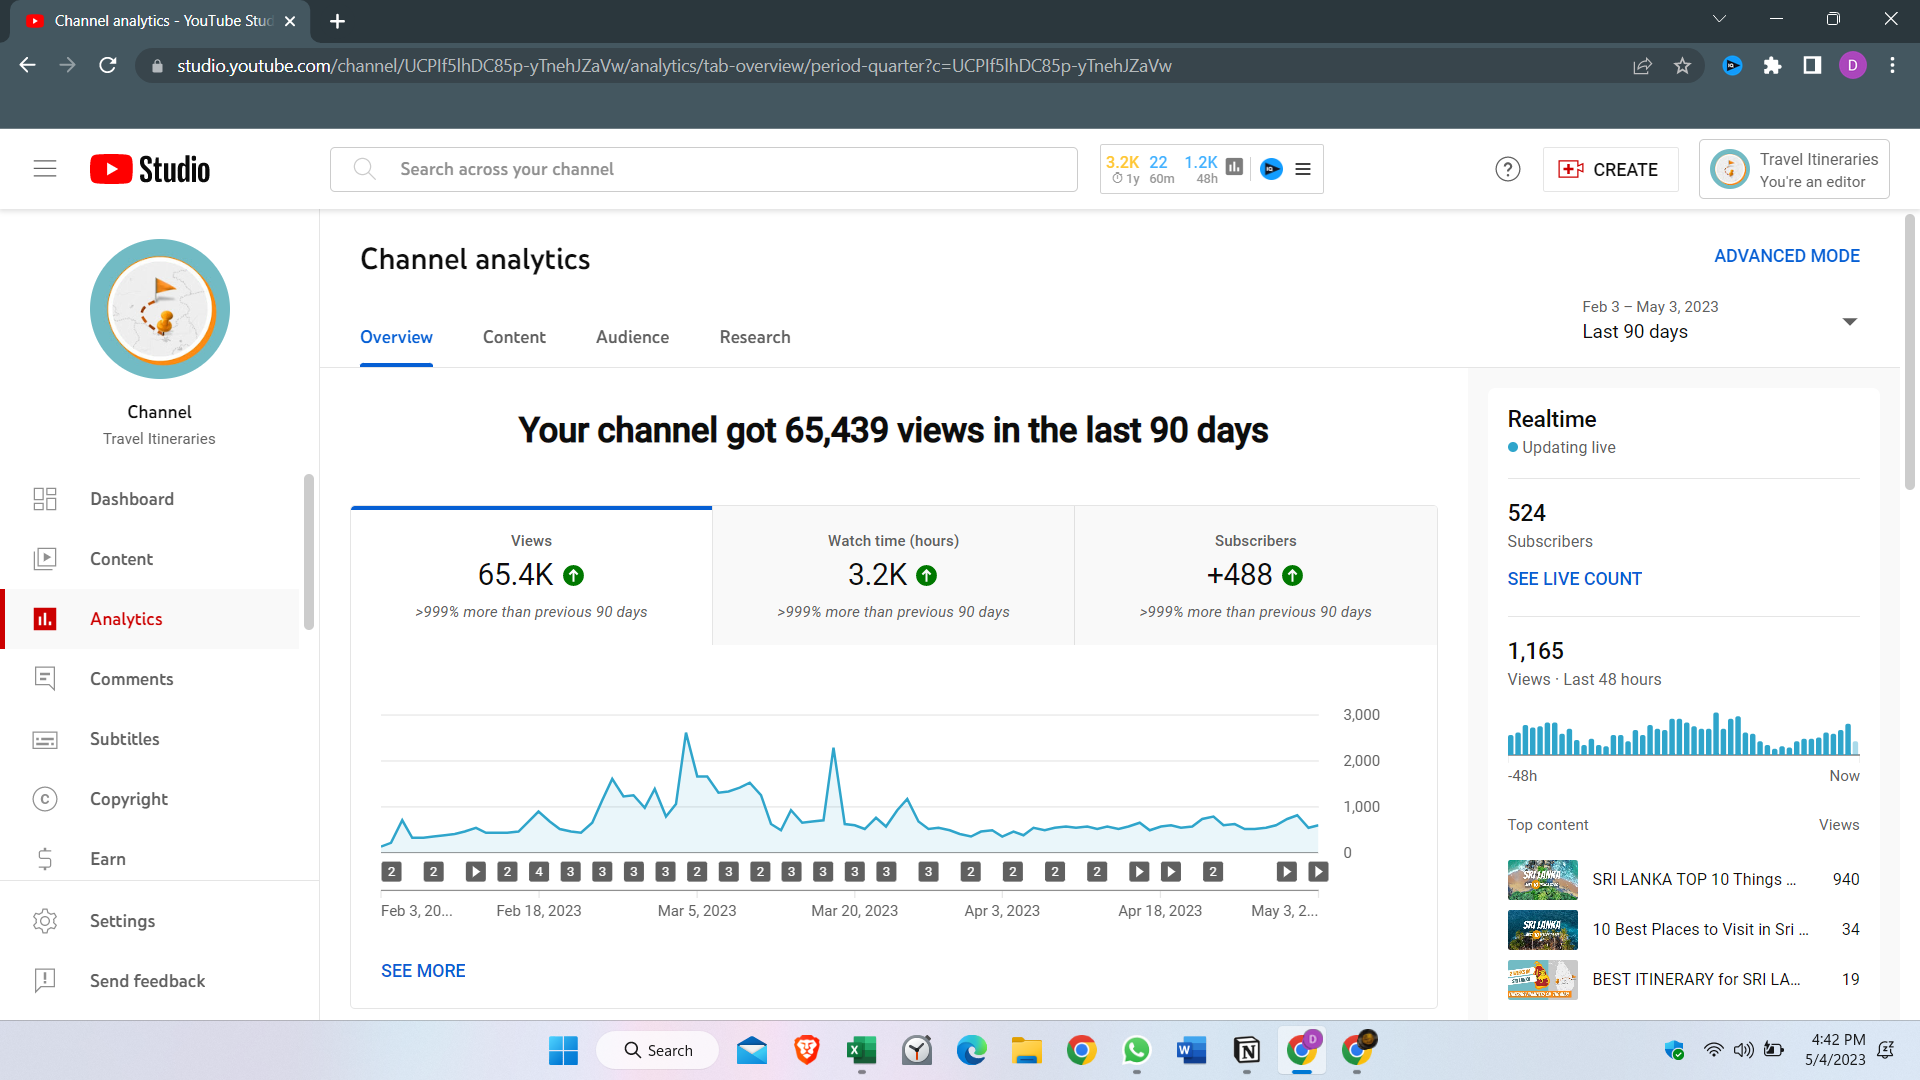 Channel analytics - YouTube Stud
studio.youtube.com/channel/UCPIf5lhDC85p-yTnehJZaVw/analytics/tab-overview/period-quarter?c=UCPIf5lhDC85p-yTnehJZaVw
D
Studio
Search across your channel
3.2K 22 1.2K
1y 60m 48h
CREATE
Travel Itineraries
You're an editor
Channel
Travel Itineraries
Dashboard
Content
Analytics
Comments
Subtitles
Copyright
Earn
Settings
Send feedback
Channel analytics
ADVANCED MODE
Feb 3 – May 3, 2023
Last 90 days
Overview Content Audience Research
Your channel got 65,439 views in the last 90 days
Views
65.4K
>999% more than previous 90 days
Watch time (hours)
3.2K
>999% more than previous 90 days
Subscribers
+488
>999% more than previous 90 days
3,000
2,000
1,000
0
2 2 2 4 3 3 3 3 2 3 2 3 3 3 3 3 2 2 2 2 2
Feb 3, 20... Feb 18, 2023 Mar 5, 2023 Mar 20, 2023 Apr 3, 2023 Apr 18, 2023 May 3, 2...
SEE MORE
Realtime
Updating live
524
Subscribers
SEE LIVE COUNT
1,165
Views · Last 48 hours
-48h Now
Top content Views
SRI LANKA
SRI LANKA TOP 10 Things ... 940
SRI LANKA
10 Best Places to Visit in Sri ... 34
BEST ITINERARY for SRI LA... 19
Search
D
4:42 PM
5/4/2023